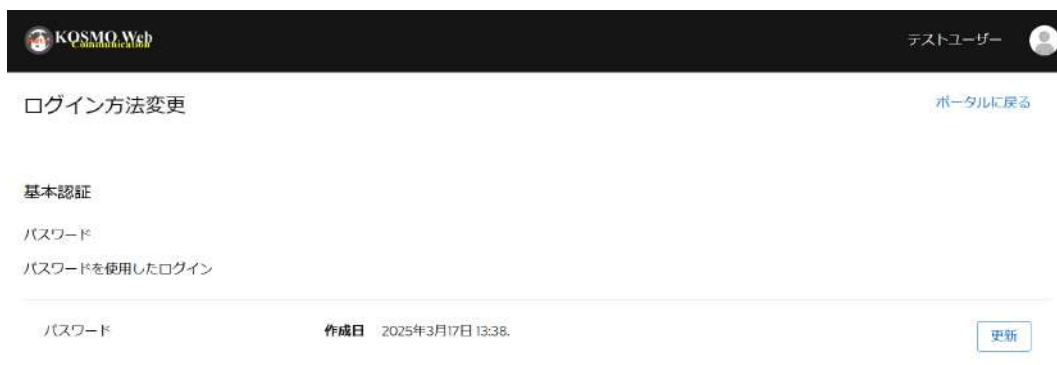 KOSMO Web
Communication
テストユーザー
ログイン方法変更
ポータルに戻る
基本認証
パスワード
パスワードを使用したログイン
パスワード 作成日 2025年3月17日 13:38. 更新